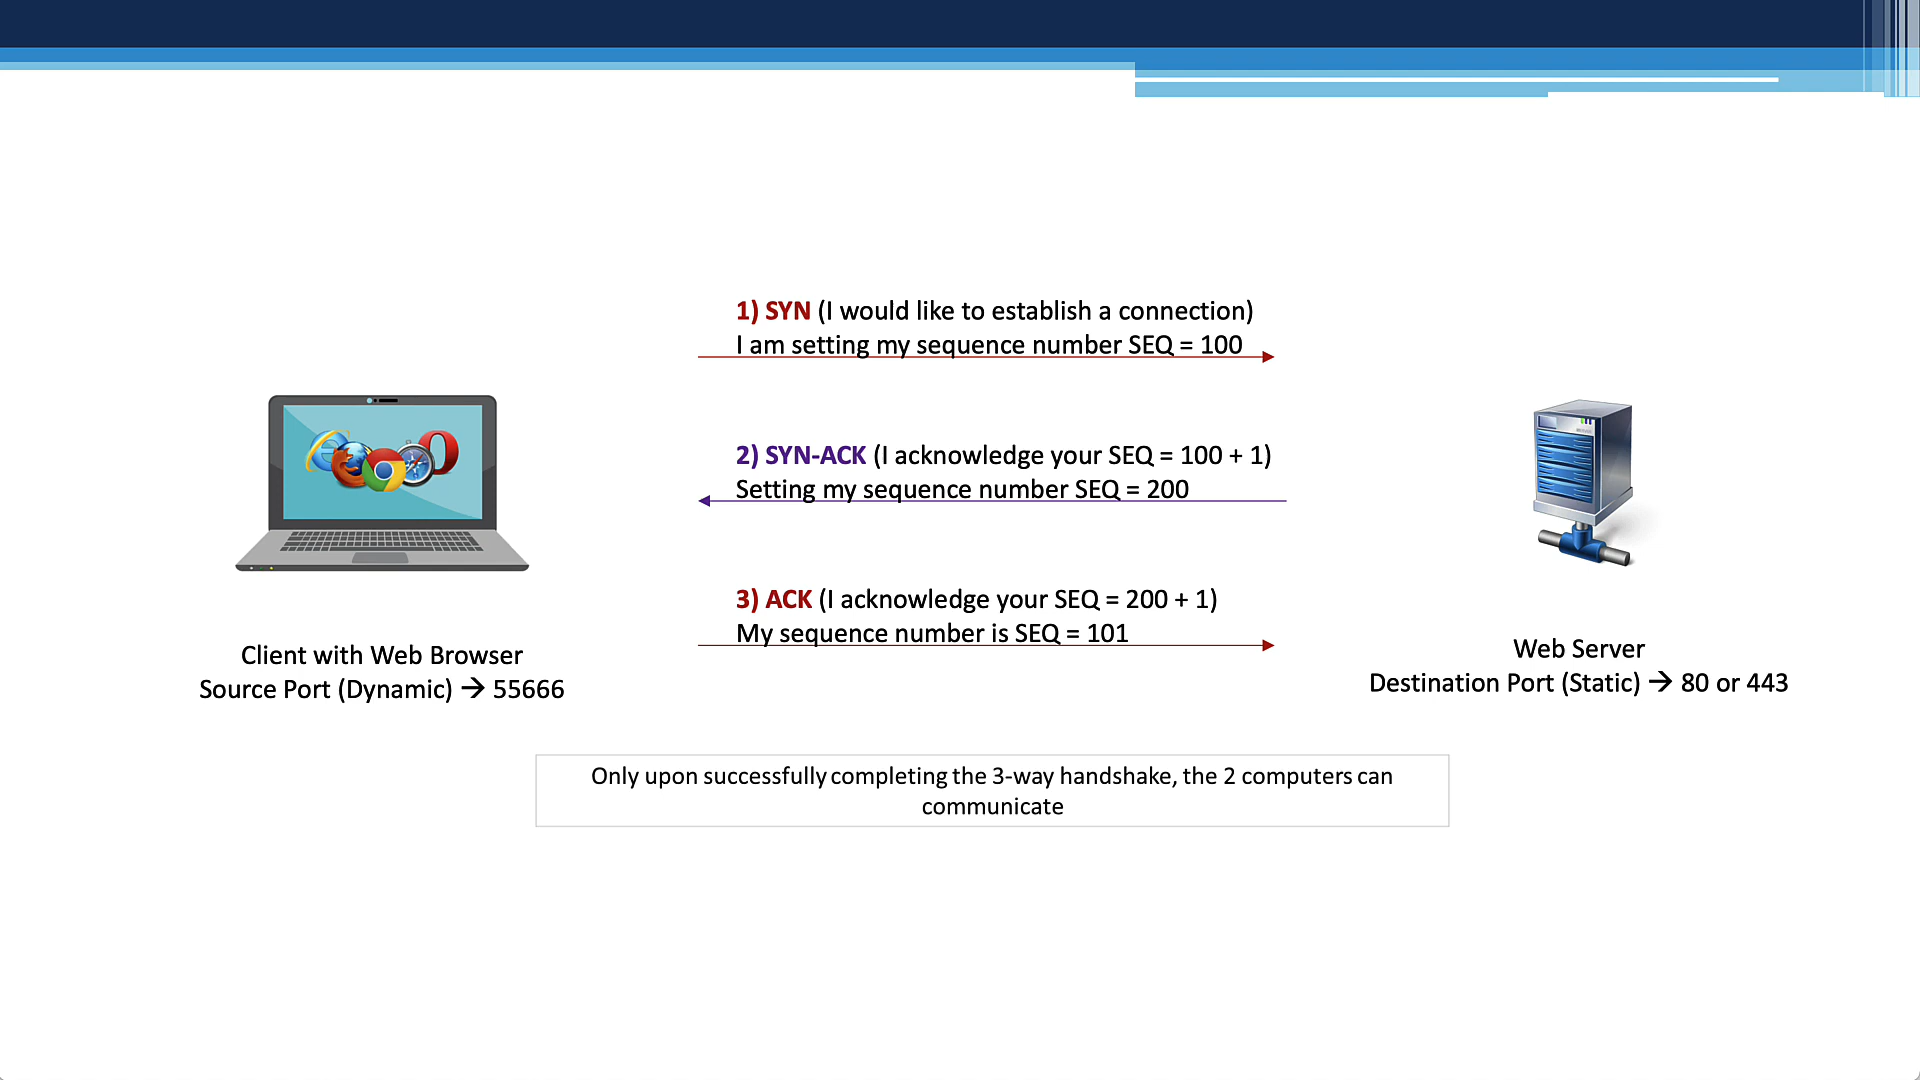 1) SYN (I would like to establish a connection)
I am setting my sequence number SEQ = 100
2) SYN-ACK (I acknowledge your SEQ = 100 + 1)
Setting my sequence number SEQ = 200
3) ACK (I acknowledge your SEQ = 200 + 1)
My sequence number is SEQ = 101
Client with Web Browser
Source Port (Dynamic) → 55666
Web Server
Destination Port (Static) → 80 or 443
Only upon successfully completing the 3-way handshake, the 2 computers can
communicate